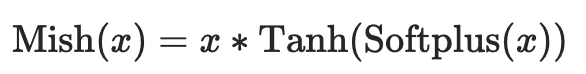 Mish(x) = x * Tanh(Softplus(x))